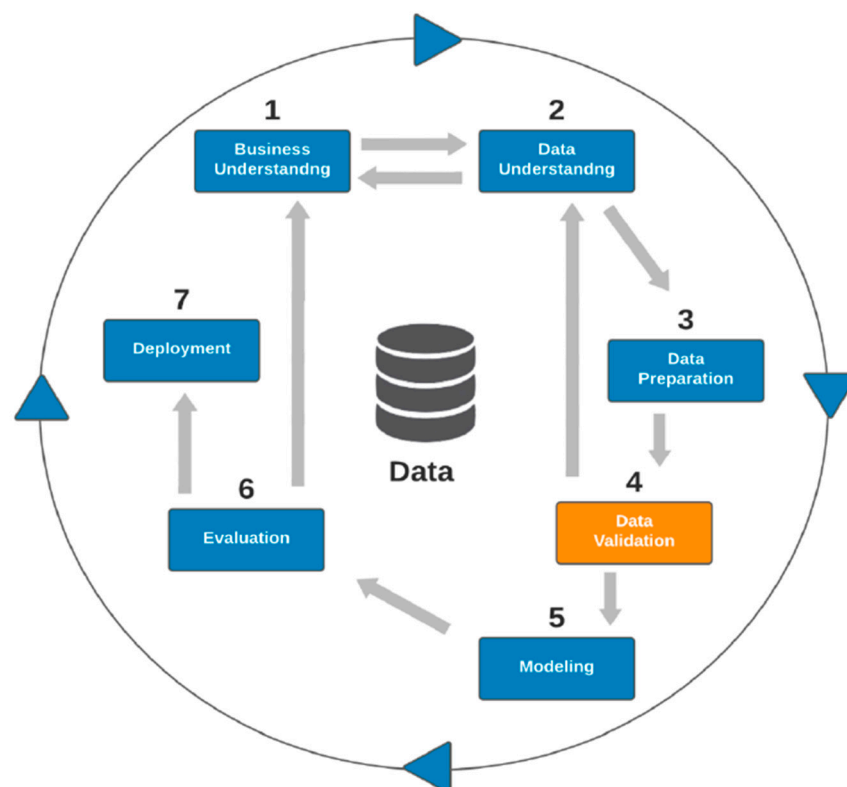 1
Business
Understandng
2
Data
Understandng
3
Data
Preparation
4
Data
Validation
5
Modeling
6
Evaluation
7
Deployment
Data